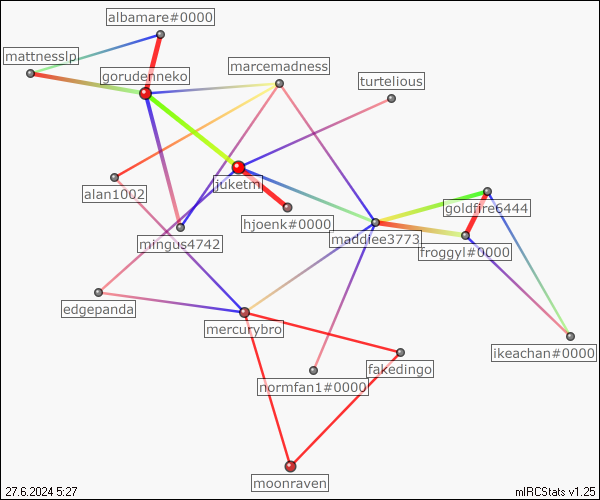 albamare#0000
mattnesslp
marcemadness
gorudenneko
turtelious
alan1002
juketm
goldfire6444
hjoenk#0000
mingus4742
maddiee3773
froggyl#0000
edgepanda
mercurybro
ikeachan#0000
fakedingo
normfan1#0000
moonraven
27.6.2024 5:27
mIRCStats v1.25